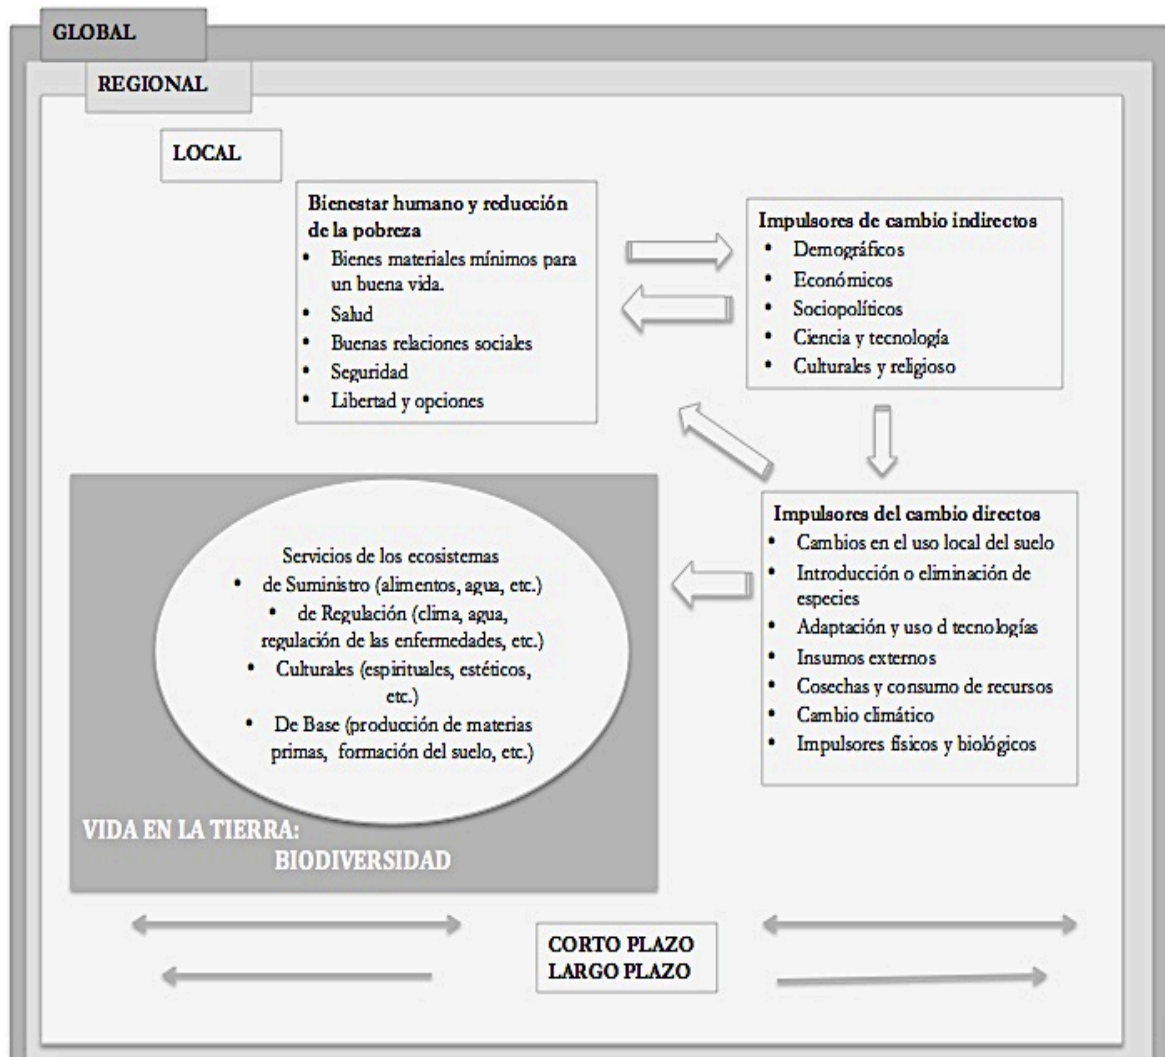 GLOBAL
REGIONAL
LOCAL
Bienestar humano y reducción
de la pobreza
• Bienes materiales mínimos para
un buena vida.
• Salud
• Buenas relaciones sociales
• Seguridad
• Libertad y opciones
Impulsores de cambio indirectos
• Demográficos
• Económicos
• Sociopolíticos
• Ciencia y tecnología
• Culturales y religioso
Impulsores del cambio directos
• Cambios en el uso local del suelo
• Introducción o eliminación de
especies
• Adaptación y uso d tecnologías
• Insumos externos
• Cosechas y consumo de recursos
• Cambio climático
• Impulsores físicos y biológicos
Servicios de los ecosistemas
• de Suministro (alimentos, agua, etc.)
• de Regulación (clima, agua,
regulación de las enfermedades, etc.)
• Culturales (espirituales, estéticos,
etc.)
• De Base (producción de materias
primas, formación del suelo, etc.)
VIDA EN LA TIERRA:
BIODIVERSIDAD
CORTO PLAZO
LARGO PLAZO